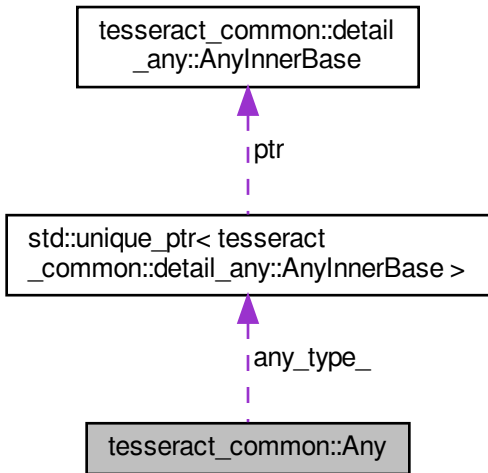 tesseract_common::detail
_any::AnyInnerBase
ptr
std::unique_ptr< tesseract
_common::detail_any::AnyInnerBase >
any_type_
tesseract_common::Any